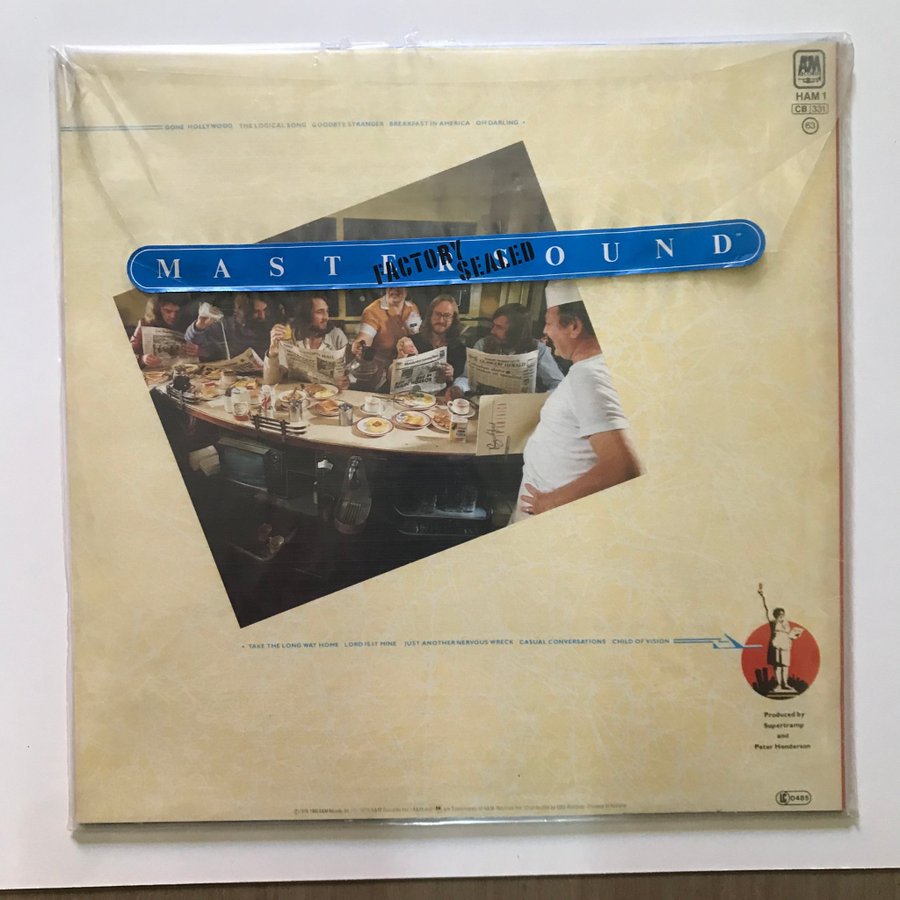 A&M
HAM 1
CB 331
63
GONE HOLLYWOOD · THE LOGICAL SONG · GOODBYE STRANGER · BREAKFAST IN AMERICA · OH DARLING •
MASTERSOUND
FACTORY SEALED
• TAKE THE LONG WAY HOME · LORD IS IT MINE · JUST ANOTHER NERVOUS WRECK · CASUAL CONVERSATIONS · CHILD OF VISION
Produced by
Supertramp
and
Peter Henderson
LC 0485